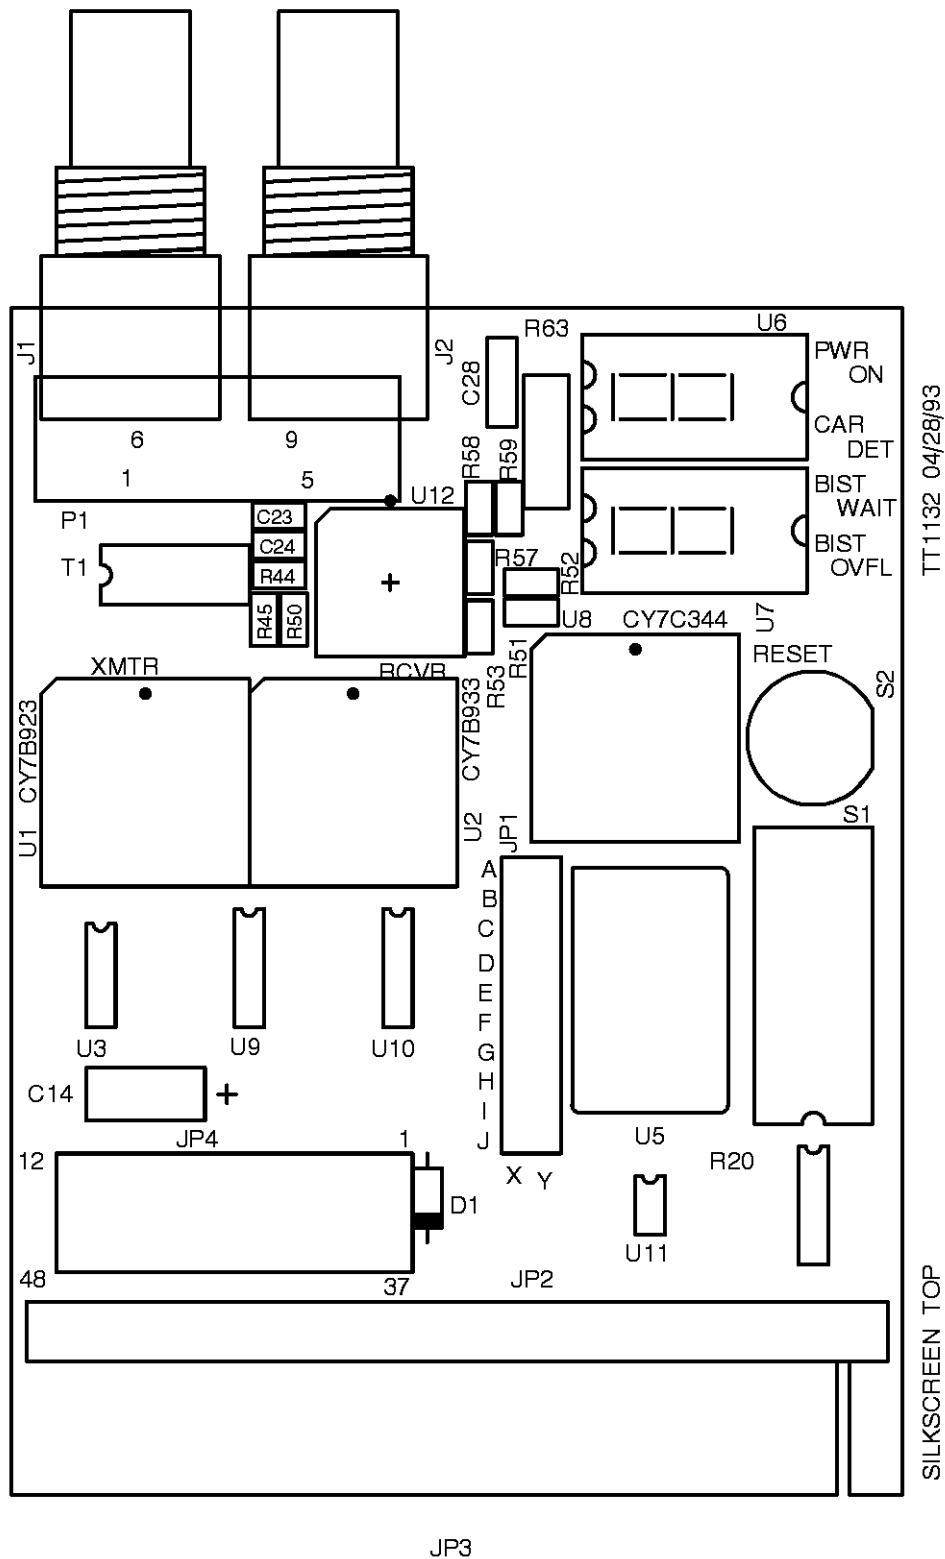 R63
U6
J1
J2
PWR
ON
C28
CAR
DET
TT1132 04/28/93
6
9
R58
R59
1
5
U12
BIST
WAIT
P1
C23
BIST
OVFL
C24
T1
R57
R52
R44
R45
R50
U8
CY7C344
U7
R51
RESET
XMTR
RCVR
R53
S2
CY7B923
CY7B933
U1
U2
JP1
S1
A
B
C
D
E
F
G
H
I
J
U3
U9
U10
C14
+
JP4
1
U5
12
R20
X
Y
D1
U11
48
37
JP2
SILKSCREEN TOP
JP3